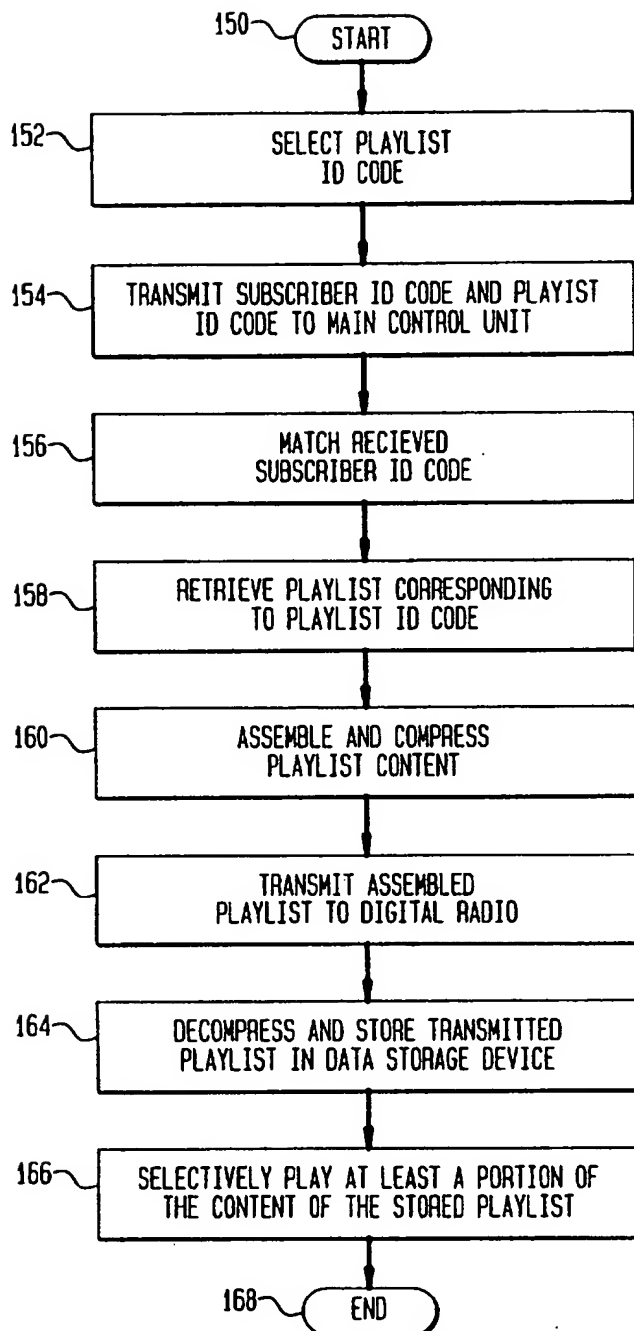 150 START
152 SELECT PLAYLIST
ID CODE
154 TRANSMIT SUBSCRIBER ID CODE AND PLAYIST
ID CODE TO MAIN CONTROL UNIT
156 MATCH RECIEVED
SUBSCRIBER ID CODE
158 RETRIEVE PLAYLIST CORRESPONDING
TO PLAYLIST ID CODE
160 ASSEMBLE AND COMPRESS
PLAYLIST CONTENT
162 TRANSMIT ASSEMBLED
PLAYLIST TO DIGITAL RADIO
164 DECOMPRESS AND STORE TRANSMITTED
PLAYLIST IN DATA STORAGE DEVICE
166 SELECTIVELY PLAY AT LEAST A PORTION OF
THE CONTENT OF THE STORED PLAYLIST
168 END